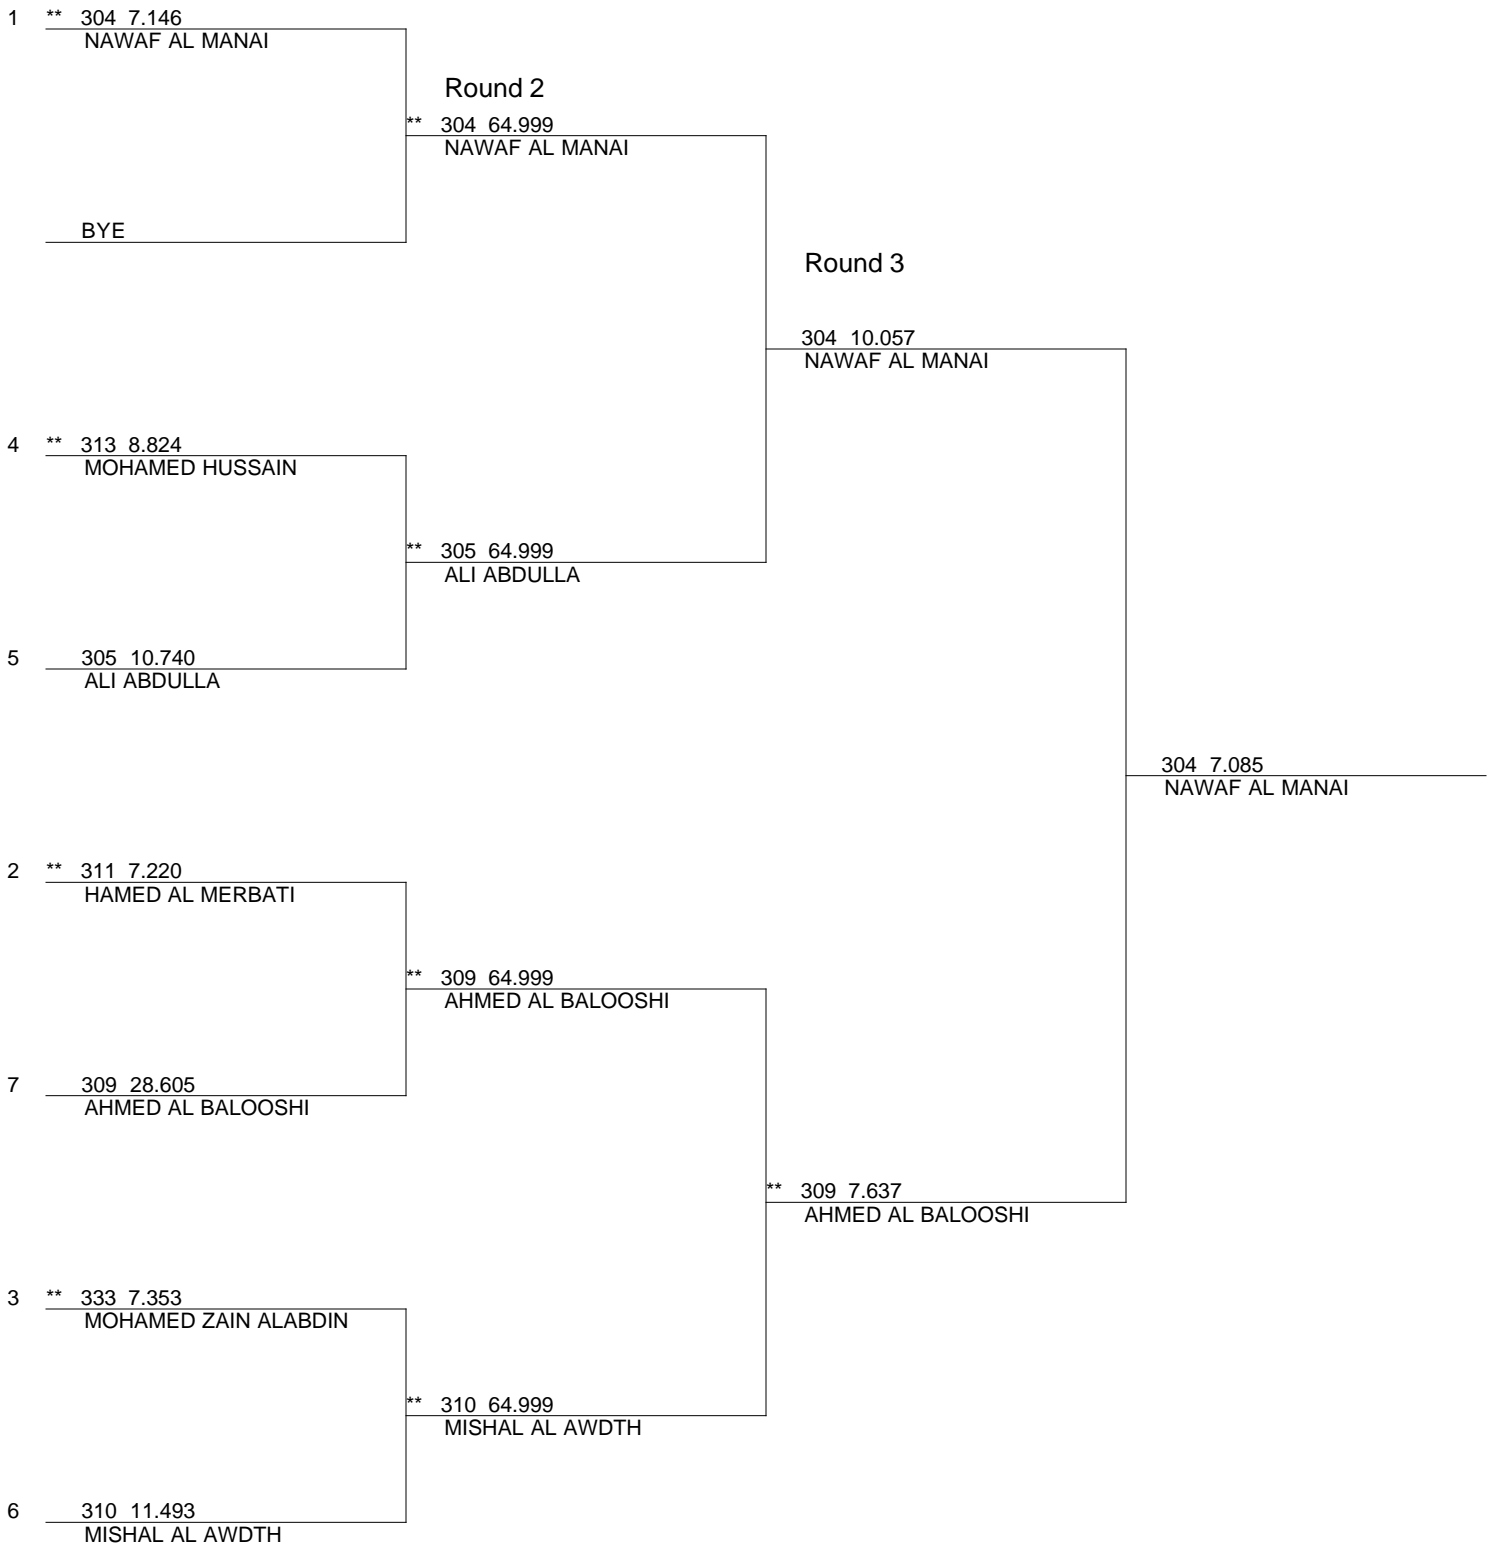 1 ** 304 7.146
NAWAF AL MANAI
Round 2
** 304 64.999
NAWAF AL MANAI
BYE
Round 3
304 10.057
NAWAF AL MANAI
4 ** 313 8.824
MOHAMED HUSSAIN
** 305 64.999
ALI ABDULLA
5 305 10.740
ALI ABDULLA
304 7.085
NAWAF AL MANAI
2 ** 311 7.220
HAMED AL MERBATI
** 309 64.999
AHMED AL BALOOSHI
7 309 28.605
AHMED AL BALOOSHI
** 309 7.637
AHMED AL BALOOSHI
3 ** 333 7.353
MOHAMED ZAIN ALABDIN
** 310 64.999
MISHAL AL AWDTH
6 310 11.493
MISHAL AL AWDTH